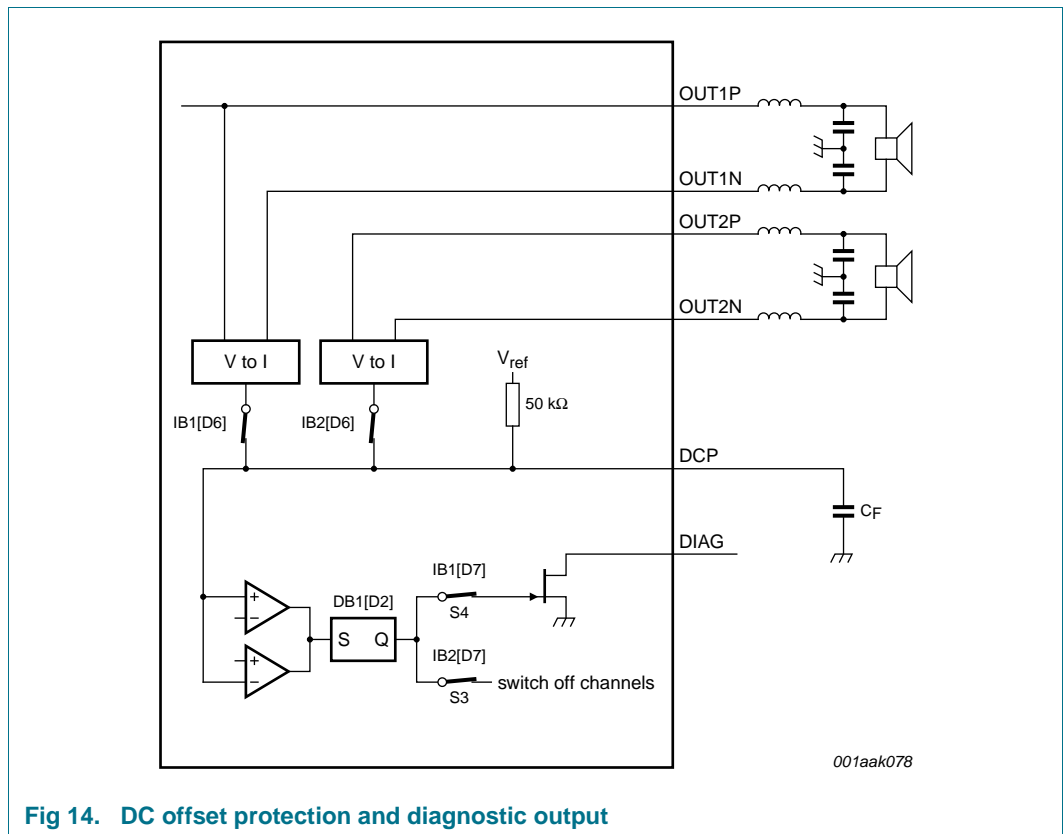 OUT1P
OUT1N
OUT2P
OUT2N
V to I
V to I
Vref
50 kΩ
IB1[D6]
IB2[D6]
DCP
CF
DIAG
IB1[D7]
DB1[D2]
S4
+
−
S Q
IB2[D7]
+
−
S3
switch off channels
001aak078
Fig 14. DC offset protection and diagnostic output